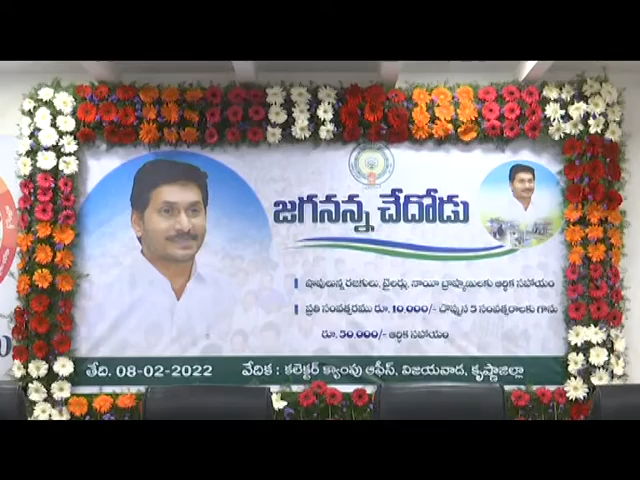 జగనన్న చేదోడు
షాపులున్న రజకులు, టైలర్లు, నాయీ బ్రాహ్మణులకు ఆర్థిక సహాయం
ప్రతి సంవత్సరము రూ. 10,000/- చొప్పున 5 సంవత్సరాలకు గాను
రూ. 50,000/- ఆర్థిక సహాయం
తేది. 08-02-2022 వేదిక : కలెక్టర్ క్యాంపు ఆఫీస్, విజయవాడ, కృష్ణాజిల్లా